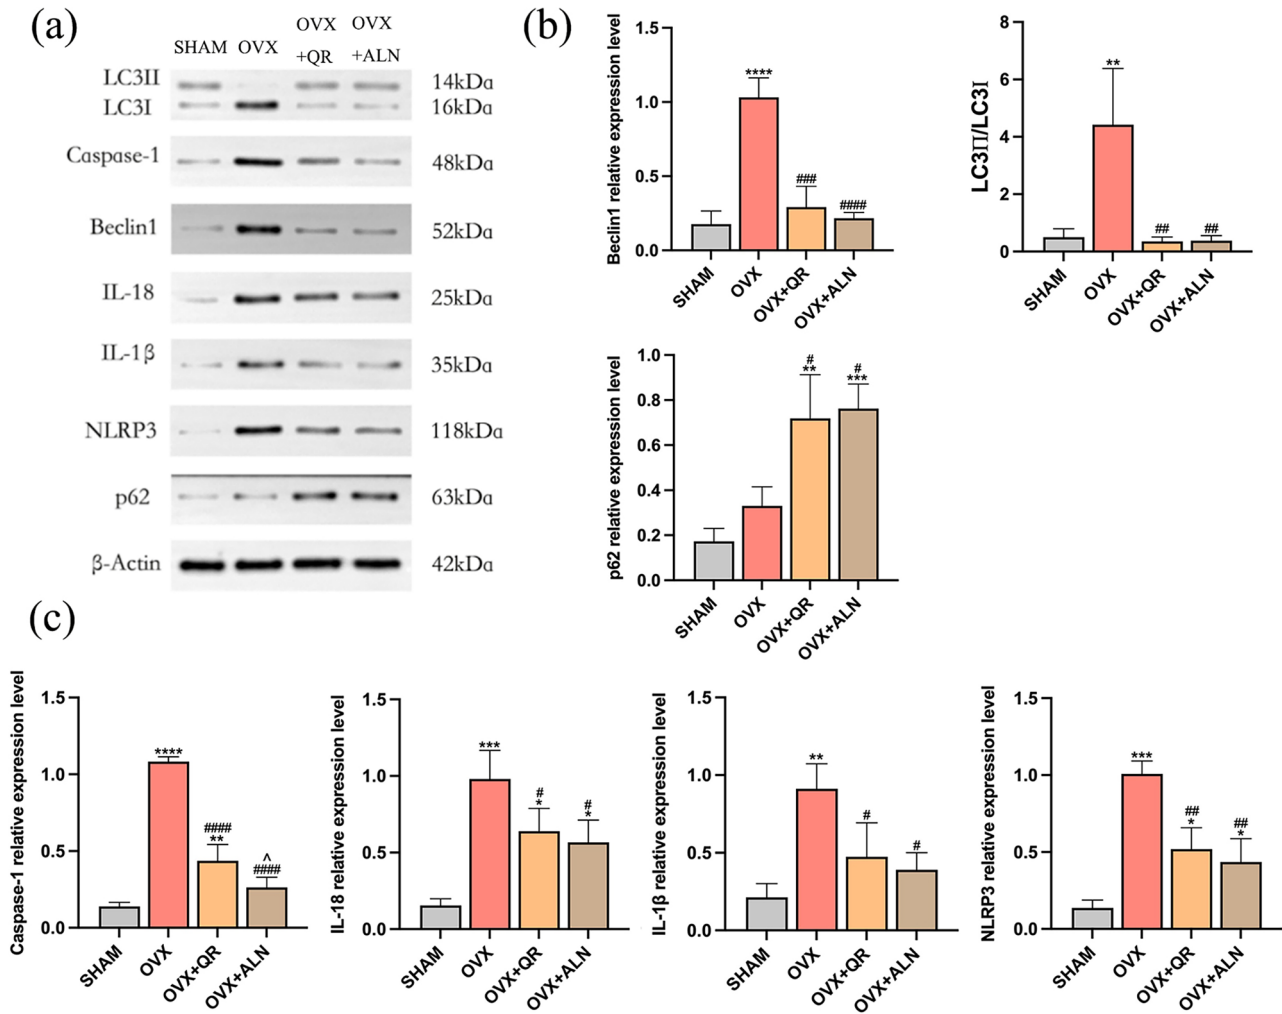 (a)
SHAM OVX OVX +QR OVX +ALN
LC3II 14kDa
LC3I 16kDa
Caspase-1 48kDa
Beclin1 52kDa
IL-18 25kDa
IL-1β 35kDa
NLRP3 118kDa
p62 63kDa
β-Actin 42kDa
(b)
Beclin1 relative expression level
1.5
1.0
0.5
0.0
****
###
####
SHAM OVX OVX+QR OVX+ALN
LC3II/LC3I
8
6
4
2
0
**
##
##
SHAM OVX OVX+QR OVX+ALN
p62 relative expression level
1.0
0.8
0.6
0.4
0.2
0.0
#
**
#
***
SHAM OVX OVX+QR OVX+ALN
(c)
Caspase-1 relative expression level
1.5
1.0
0.5
0.0
****
####
**
^
####
SHAM OVX OVX+QR OVX+ALN
IL-18 relative expression level
1.5
1.0
0.5
0.0
***
#
*
#
*
SHAM OVX OVX+QR OVX+ALN
IL-1β relative expression level
1.5
1.0
0.5
0.0
**
#
#
SHAM OVX OVX+QR OVX+ALN
NLRP3 relative expression level
1.5
1.0
0.5
0.0
***
##
*
##
*
SHAM OVX OVX+QR OVX+ALN